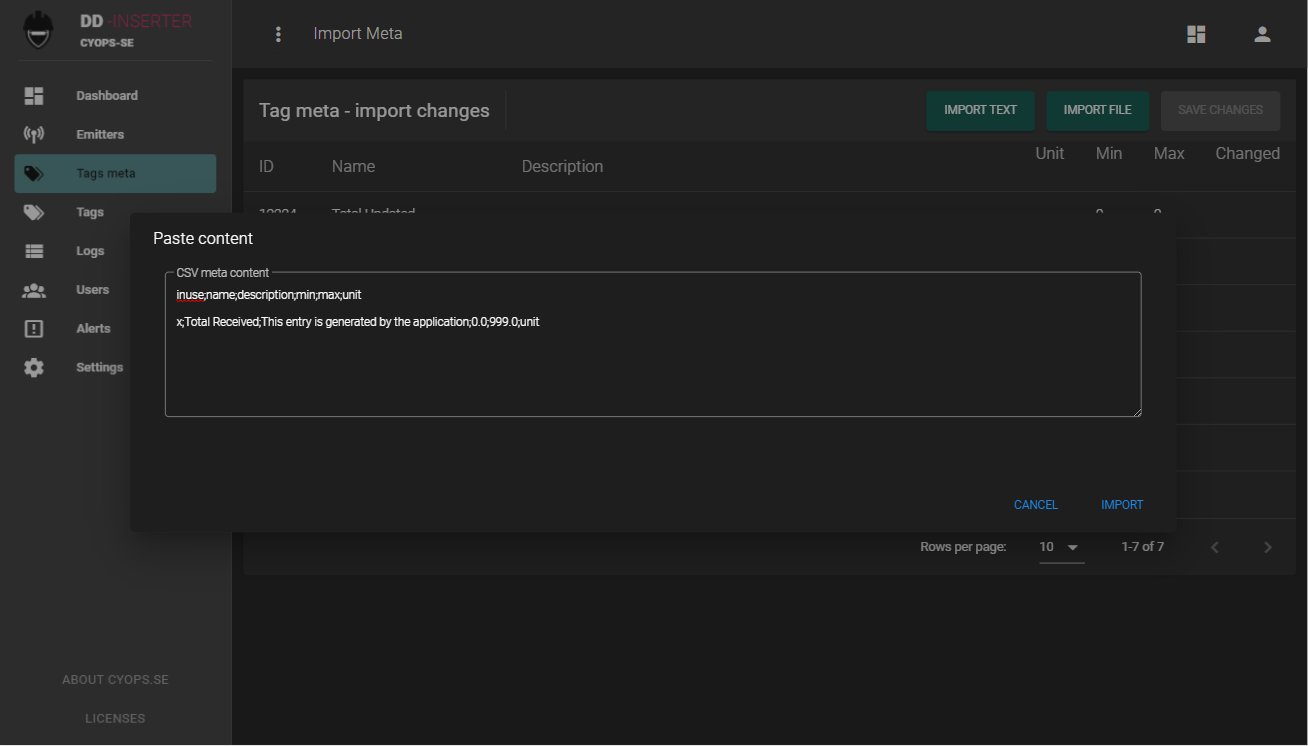 DD-INSERTER
CYOPS-SE
Import Meta
Dashboard
Emitters
Tags meta
Tags
Logs
Users
Alerts
Settings
ABOUT CYOPS.SE
LICENSES
Tag meta - import changes
IMPORT TEXT
IMPORT FILE
SAVE CHANGES
ID Name Description Unit Min Max Changed
Total Updated
Paste content
CSV meta content
inuse;name;description;min;max;unit
x;Total Received;This entry is generated by the application;0.0;999.0;unit
CANCEL
IMPORT
Rows per page: 10 1-7 of 7